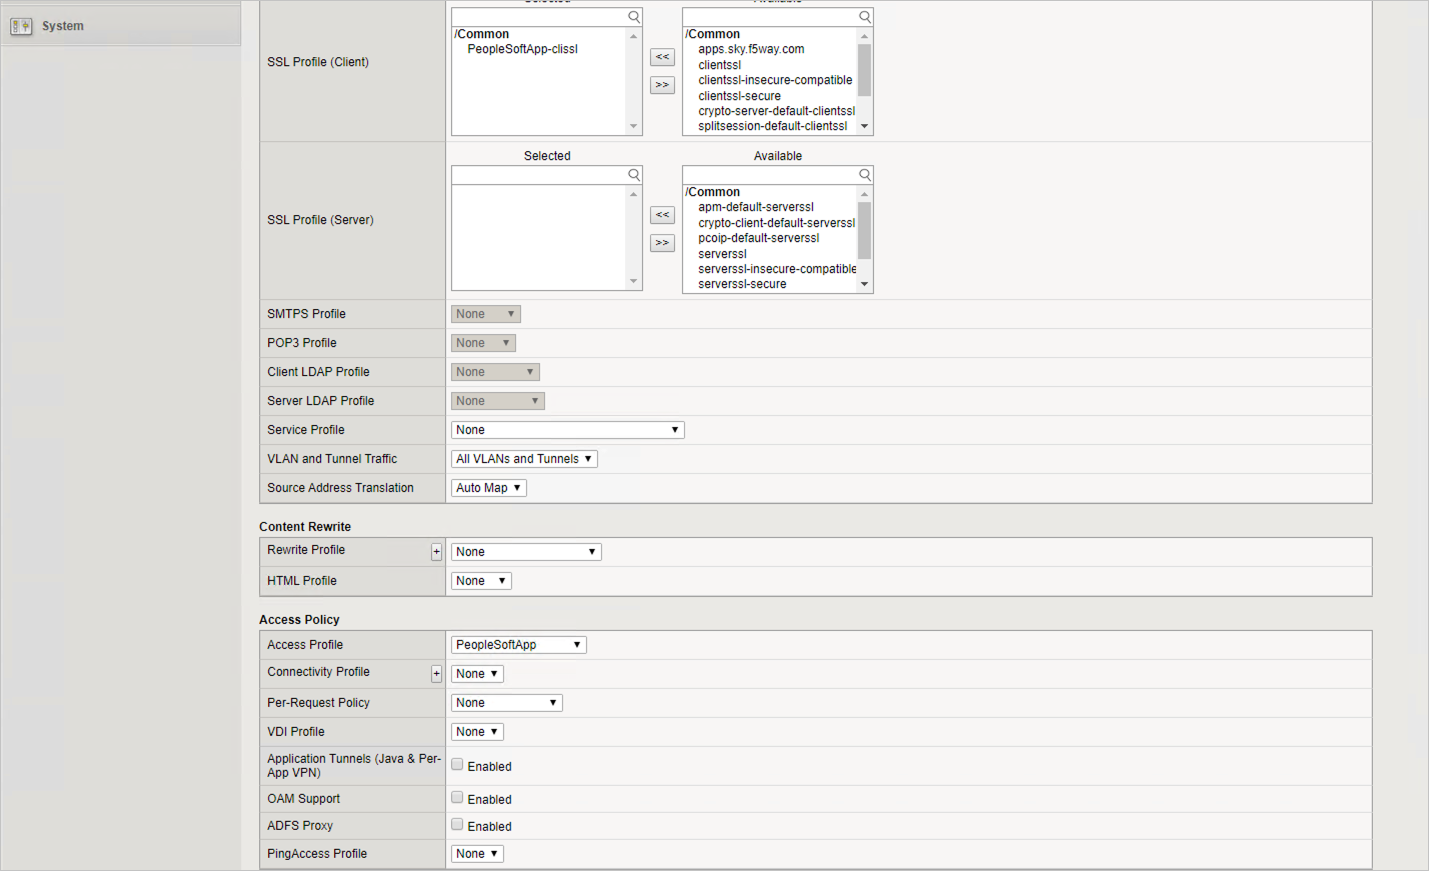 System
Selected
Available
SSL Profile (Client)
/Common
PeopleSoftApp-clissl
<<
>>
/Common
apps.sky.f5way.com
clientssl
clientssl-insecure-compatible
clientssl-secure
crypto-server-default-clientssl
splitsession-default-clientssl
Selected
Available
SSL Profile (Server)
<<
>>
/Common
apm-default-serverssl
crypto-client-default-serverssl
pcoip-default-serverssl
serverssl
serverssl-insecure-compatible
serverssl-secure
SMTPS Profile
None
POP3 Profile
None
Client LDAP Profile
None
Server LDAP Profile
None
Service Profile
None
VLAN and Tunnel Traffic
All VLANs and Tunnels
Source Address Translation
Auto Map
Content Rewrite
Rewrite Profile
+
None
HTML Profile
None
Access Policy
Access Profile
PeopleSoftApp
Connectivity Profile
+
None
Per-Request Policy
None
VDI Profile
None
Application Tunnels (Java & Per-
App VPN)
Enabled
OAM Support
Enabled
ADFS Proxy
Enabled
PingAccess Profile
None